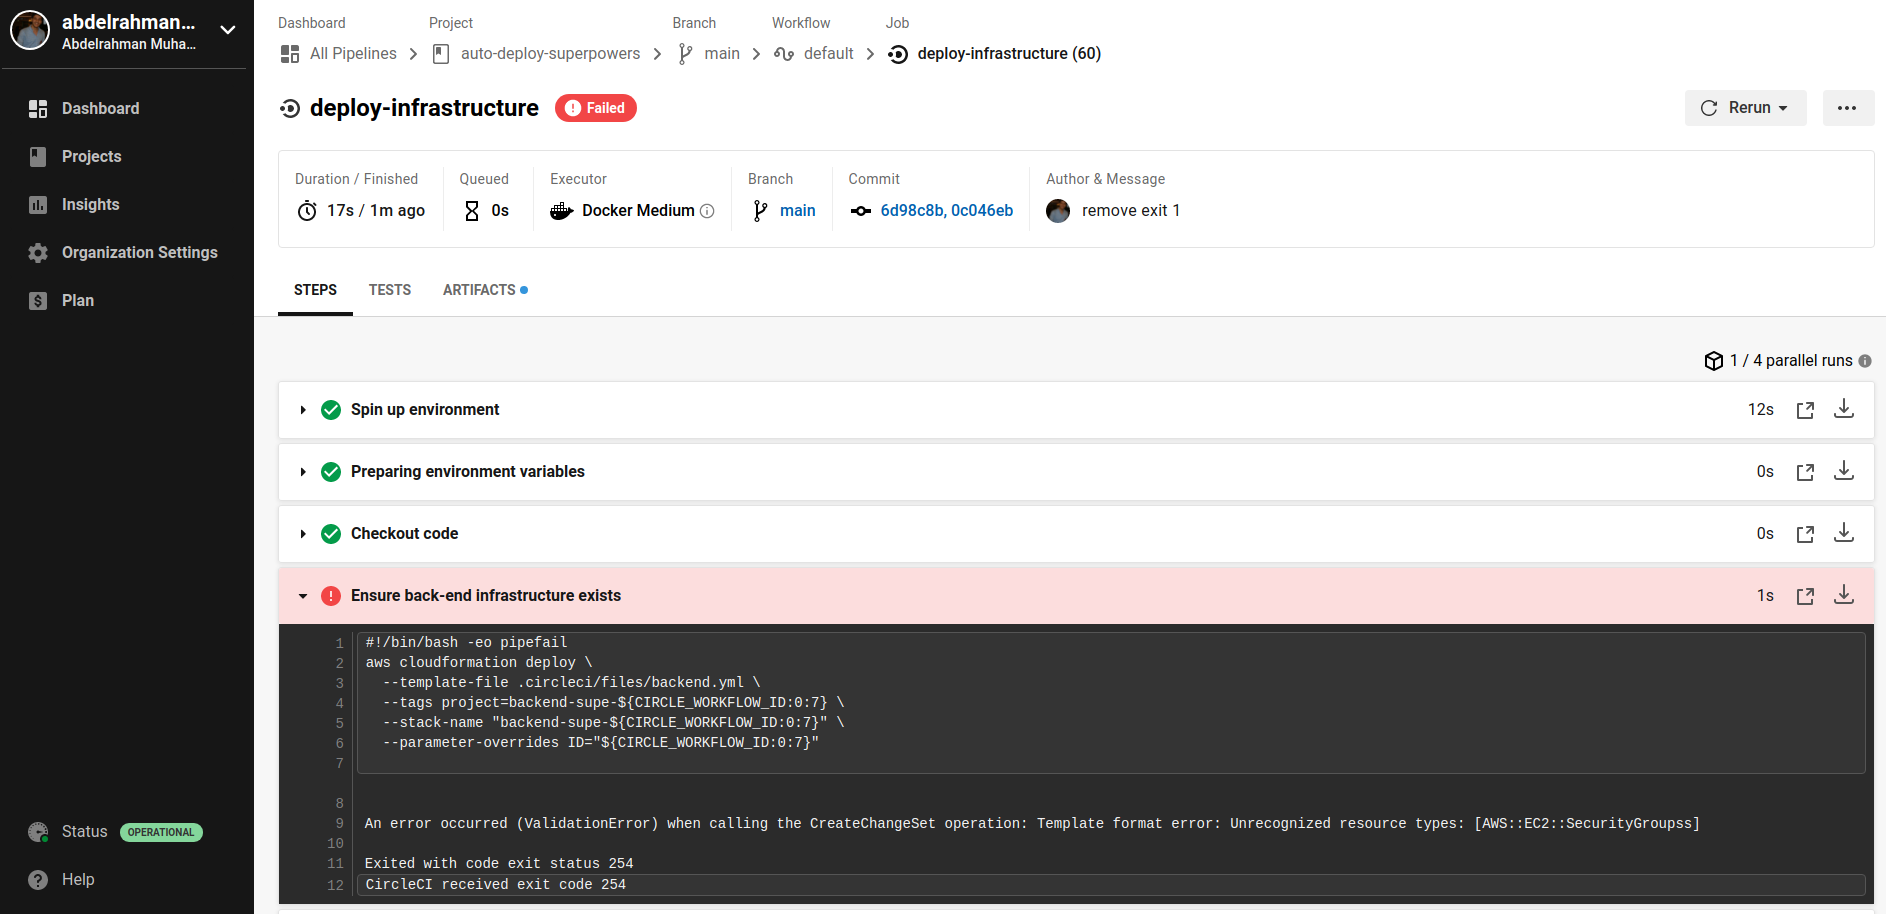 abdelrahman...
Abdelrahman Muha...
Dashboard
Projects
Insights
Organization Settings
Plan
Status OPERATIONAL
Help
Dashboard Project Branch Workflow Job
All Pipelines auto-deploy-superpowers main default deploy-infrastructure (60)
deploy-infrastructure Failed Rerun
Duration / Finished Queued Executor Branch Commit Author & Message
17s / 1m ago 0s Docker Medium main 6d98c8b, 0c046eb remove exit 1
STEPS TESTS ARTIFACTS
1 / 4 parallel runs
Spin up environment 12s
Preparing environment variables 0s
Checkout code 0s
Ensure back-end infrastructure exists 1s
1 #!/bin/bash -eo pipefail
2 aws cloudformation deploy \
3 --template-file .circleci/files/backend.yml \
4 --tags project=backend-supe-${CIRCLE_WORKFLOW_ID:0:7} \
5 --stack-name "backend-supe-${CIRCLE_WORKFLOW_ID:0:7}" \
6 --parameter-overrides ID="${CIRCLE_WORKFLOW_ID:0:7}"
7
8
9 An error occurred (ValidationError) when calling the CreateChangeSet operation: Template format error: Unrecognized resource types: [AWS::EC2::SecurityGroupss]
10
11 Exited with code exit status 254
12 CircleCI received exit code 254